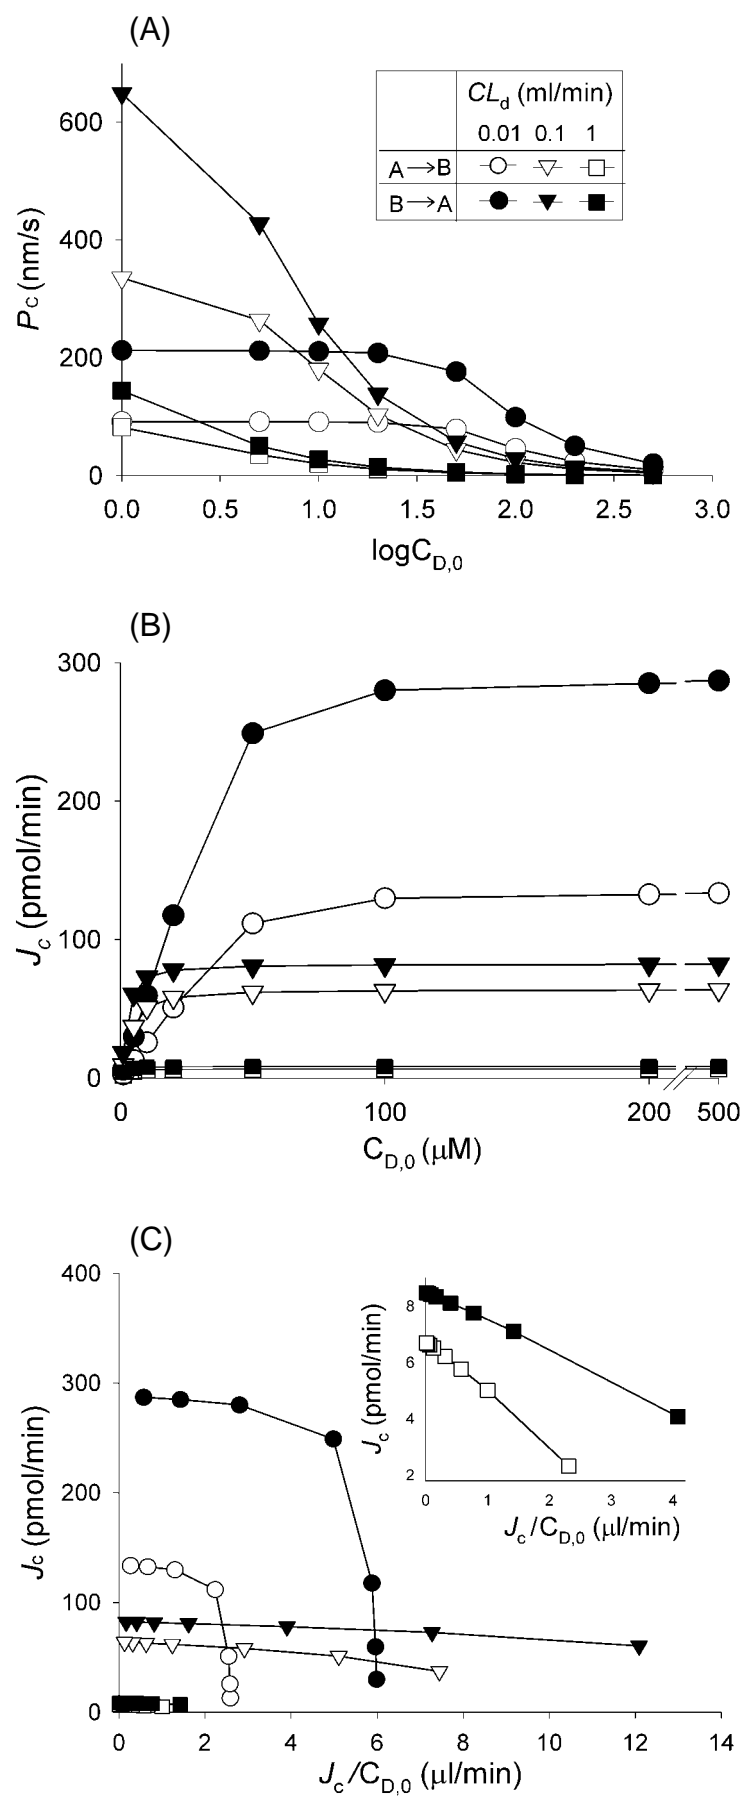 (A)
600
400
200
0
P_C (nm/s)
0.0 0.5 1.0 1.5 2.0 2.5 3.0
logC_D,0
CL_d (ml/min)
0.01 0.1 1
A→B
B→A
(B)
300
200
100
0
J_c (pmol/min)
0 100 200 500
C_D,0 (μM)
(C)
400
300
200
100
0
J_c (pmol/min)
0 2 4 6 8 10 12 14
J_c/C_D,0 (μl/min)
8
6
4
2
J_c (pmol/min)
0 1 2 3 4
J_c/C_D,0 (μl/min)